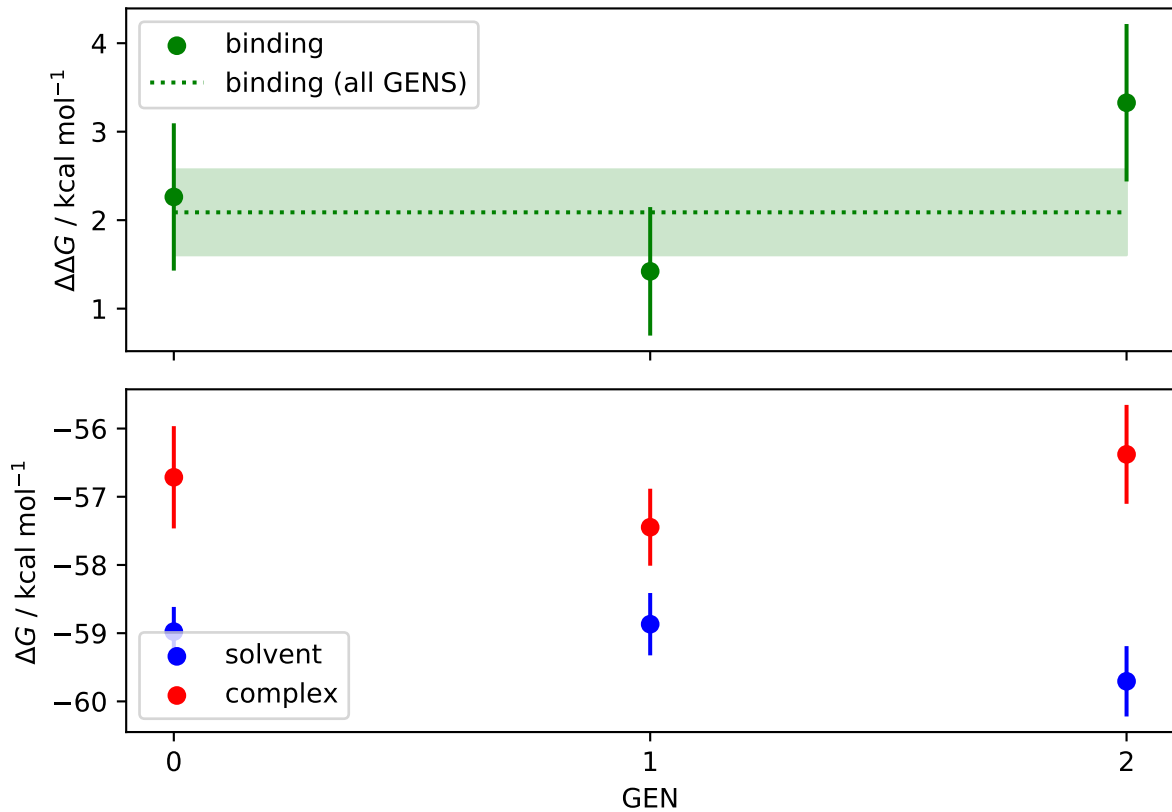 4
3
2
1
ΔΔG / kcal mol⁻¹
binding
binding (all GENS)
−56
−57
−58
−59
−60
ΔG / kcal mol⁻¹
solvent
complex
0 1 2
GEN